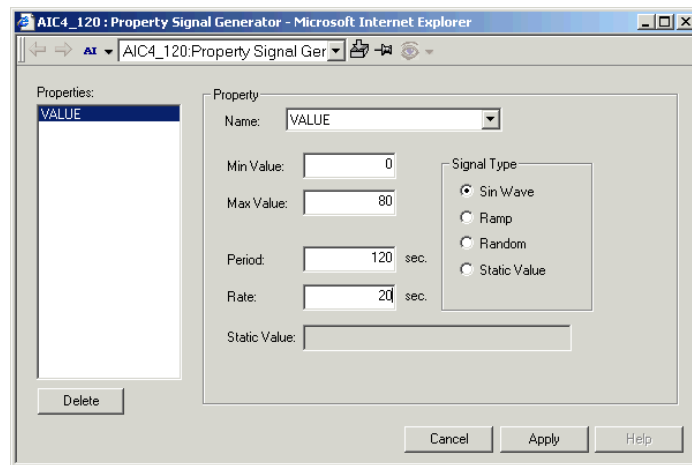 AIC4_120 : Property Signal Generator - Microsoft Internet Explorer
AI AIC4_120:Property Signal Ger
Properties:
VALUE
Property
Name: VALUE
Min Value: 0
Max Value: 80
Period: 120 sec.
Rate: 20 sec.
Static Value:
Signal Type
Sin Wave
Ramp
Random
Static Value
Delete
Cancel Apply Help